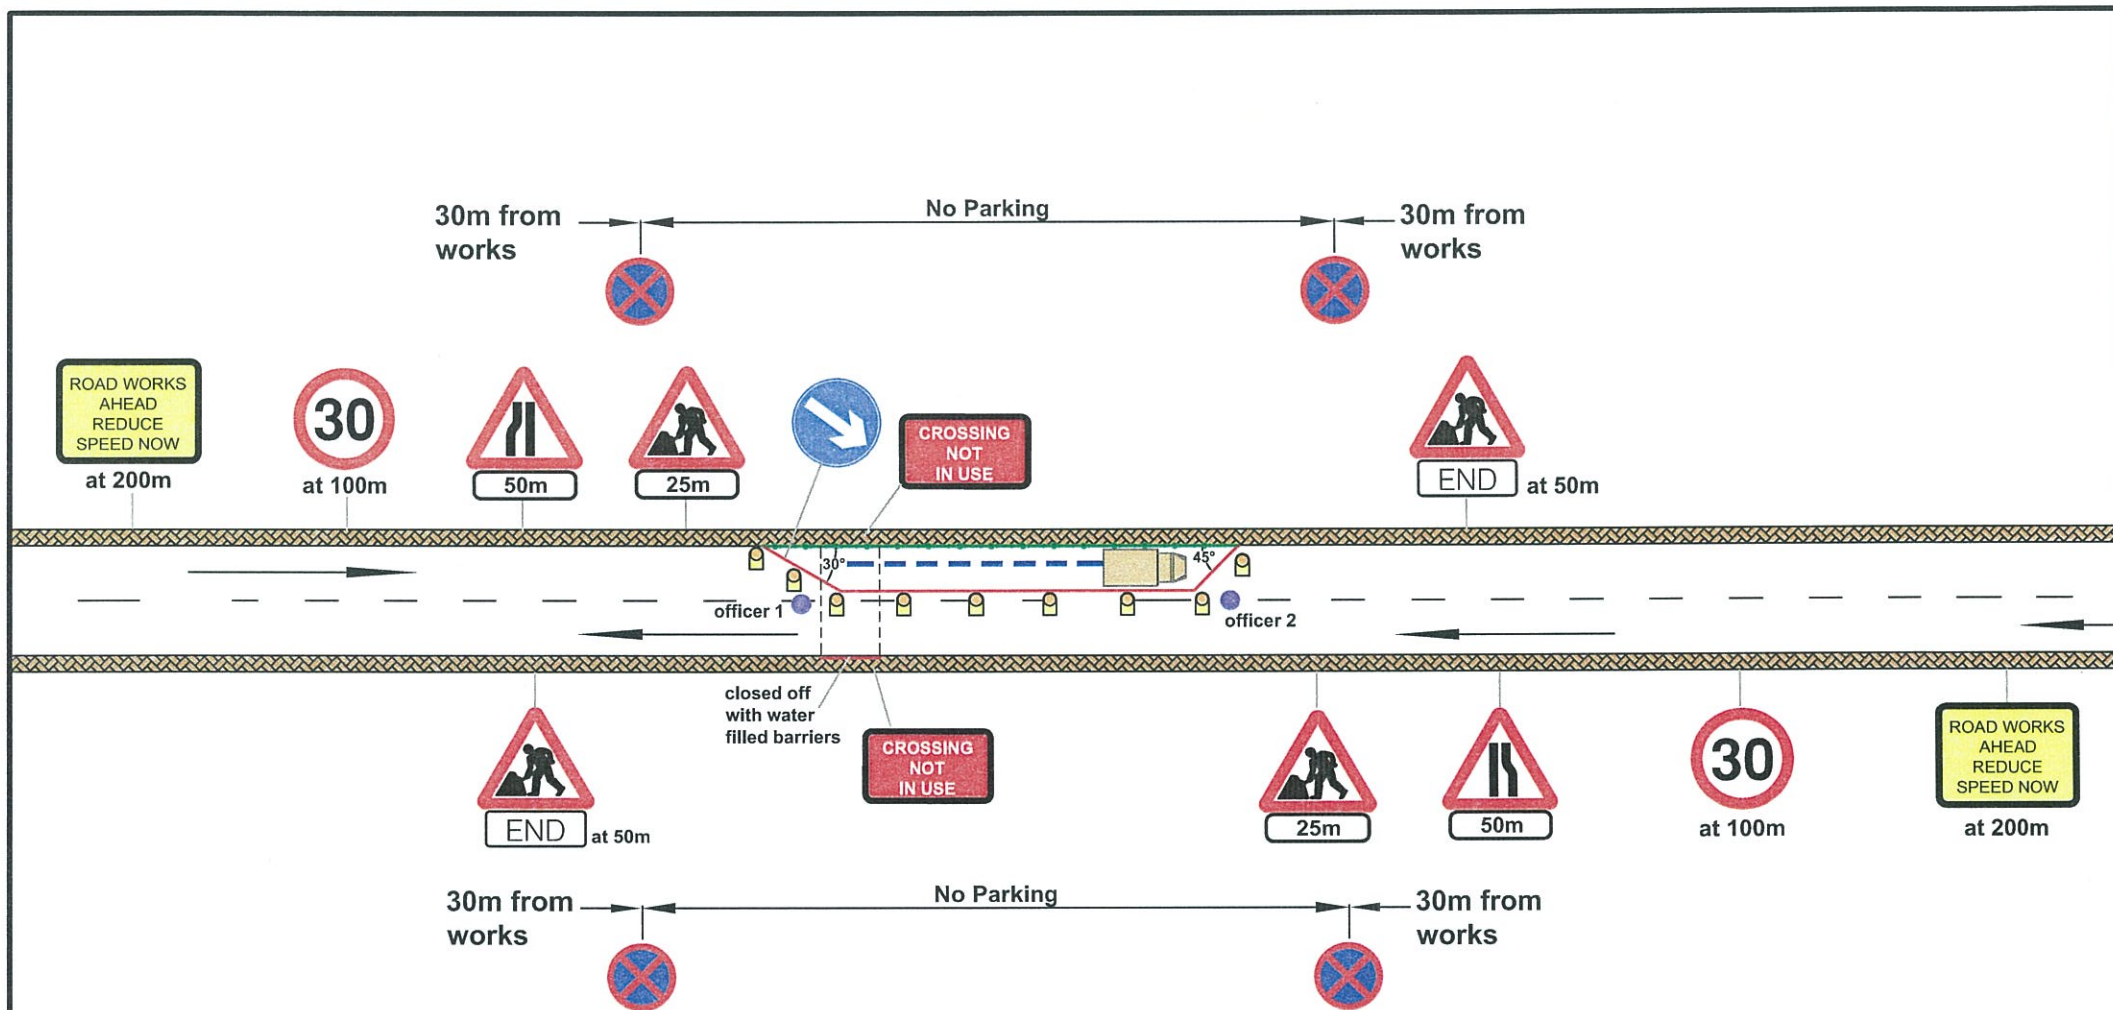 30m from
works
No Parking
30m from
works
ROAD WORKS
AHEAD
REDUCE
SPEED NOW
at 200m
30
at 100m
50m
25m
CROSSING
NOT
IN USE
END
at 50m
30°
45°
officer 1
officer 2
closed off
with water
filled barriers
CROSSING
NOT
IN USE
END
at 50m
25m
50m
30
at 100m
ROAD WORKS
AHEAD
REDUCE
SPEED NOW
at 200m
30m from
works
No Parking
30m from
works